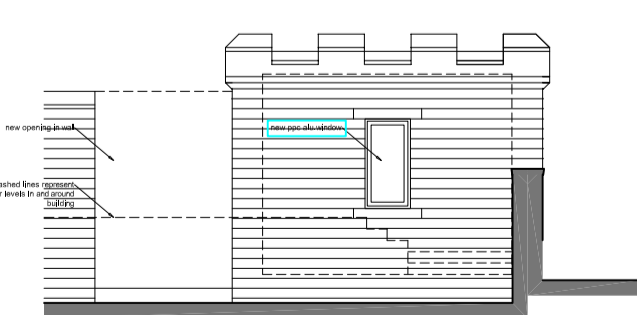 new opening in wall
new ppc alu.window
ashed lines represent
r levels in and around
building